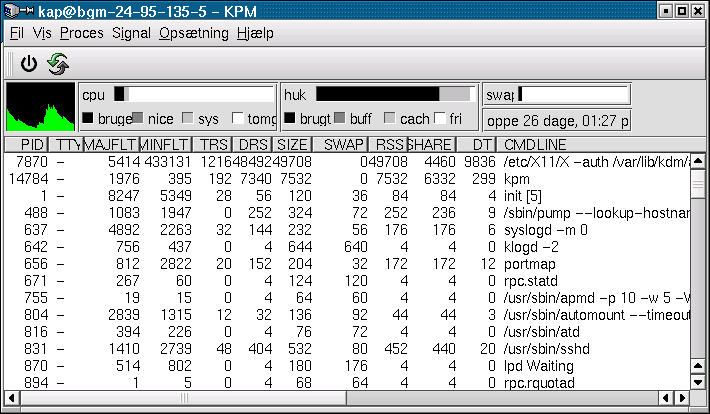 kap@bgm-24-95-135-5 - KPM
Fil Vis Proces Signal Opsætning Hjælp
cpu huk swap
bruge nice sys tomg brugt buff cach fri oppe 26 dage, 01:27 p
PID TTY MAJFLT MINFLT TRS DRS SIZE SWAP RSS SHARE DT CMDLINE
7870 - 5414 433131 1216 48492 49708 0 49708 4460 9836 /etc/X11/X -auth /var/lib/kdm/a
14784 - 1976 395 192 7340 7532 0 7532 6332 299 kpm
1 - 8247 5349 28 56 120 36 84 84 4 init [5]
488 - 1083 1947 0 252 324 72 252 236 9 /sbin/pump --lookup-hostnam
637 - 4892 2263 32 144 232 56 176 176 6 syslogd -m 0
642 - 756 437 0 4 644 640 4 4 0 klogd -2
656 - 812 2822 20 152 204 32 172 172 12 portmap
671 - 267 60 0 4 124 120 4 4 0 rpc.statd
755 - 19 15 0 4 64 60 4 4 0 /usr/sbin/apmd -p 10 -w 5 -W
804 - 2839 1315 12 32 136 92 44 44 3 /usr/sbin/automount --timeout
816 - 394 226 0 4 76 72 4 4 0 /usr/sbin/atd
831 - 1410 2739 48 404 532 80 452 440 20 /usr/sbin/sshd
870 - 514 802 0 4 180 176 4 4 0 lpd Waiting
894 - 1 5 0 4 68 64 4 4 0 rpc.rquotad